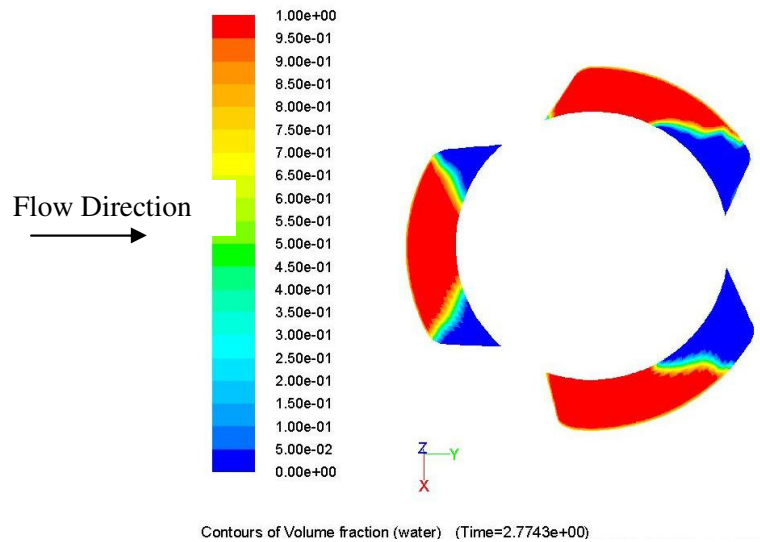 1.00e+00
9.50e-01
9.00e-01
8.50e-01
8.00e-01
7.50e-01
7.00e-01
6.50e-01
6.00e-01
5.50e-01
5.00e-01
4.50e-01
4.00e-01
3.50e-01
3.00e-01
2.50e-01
2.00e-01
1.50e-01
1.00e-01
5.00e-02
0.00e+00
Flow Direction
Z
Y
X
Contours of Volume fraction (water) (Time=2.7743e+00)